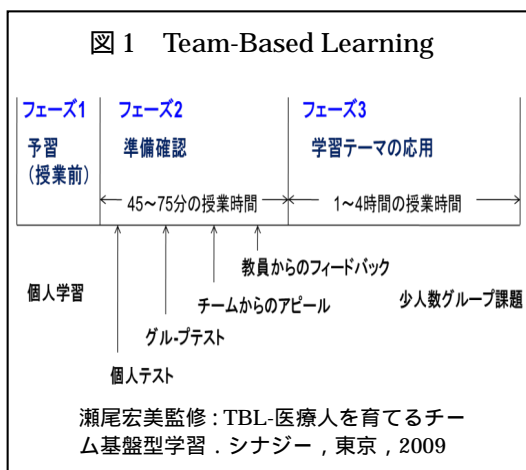 図 1　Team-Based Learning
フェーズ1
フェーズ2
フェーズ3
予習
(授業前)
準備確認
学習テーマの応用
45～75分の授業時間
1～4時間の授業時間
教員からのフィードバック
個人学習
チームからのアピール
少人数グループ課題
グループテスト
個人テスト
瀬尾宏美監修 : TBL-医療人を育てるチー
ム基盤型学習 . シナジー , 東京 , 2009